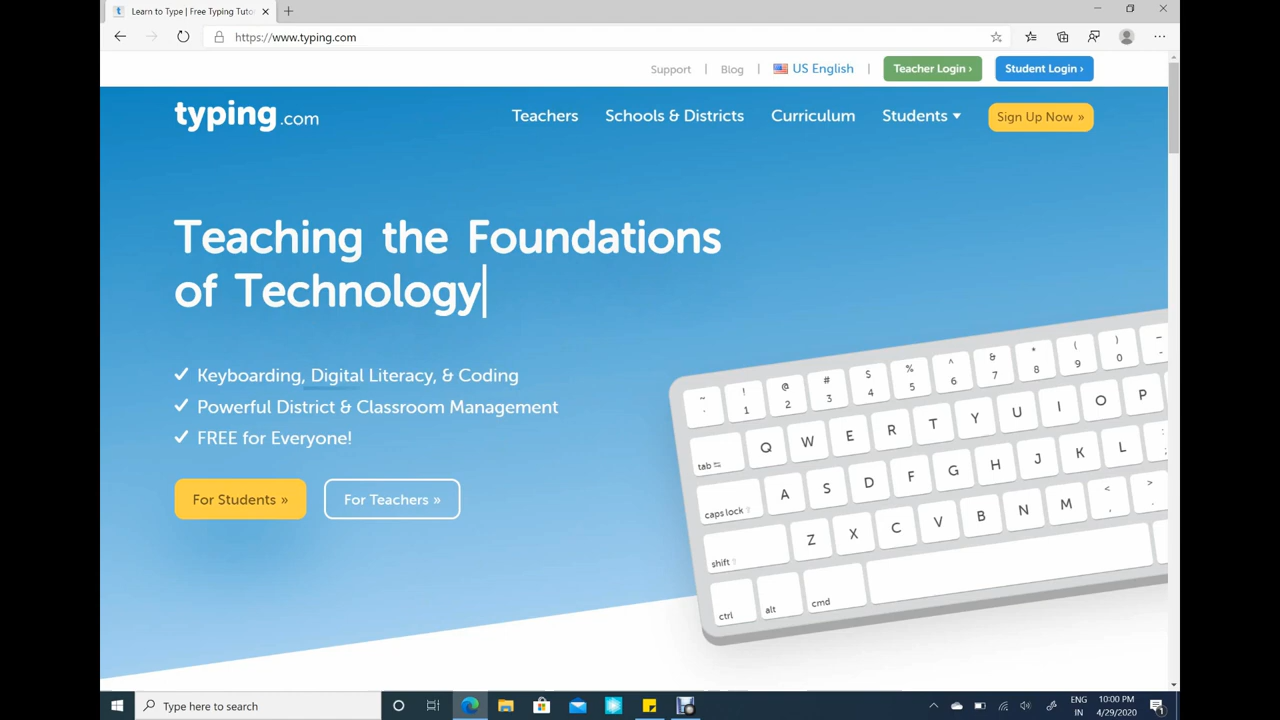 Learn to Type | Free Typing Tuto
https://www.typing.com
Support | Blog | US English | Teacher Login › Student Login ›
typing.com Teachers Schools & Districts Curriculum Students Sign Up Now »
Teaching the Foundations
of Technology
Keyboarding, Digital Literacy, & Coding
Powerful District & Classroom Management
FREE for Everyone!
For Students » For Teachers »
~ ! @ # $ % ^ & * ( ) _
` 1 2 3 4 5 6 7 8 9 0 -
tab Q W E R T Y U I O P
caps lock A S D F G H J K L : ;
shift Z X C V B N M < , > .
ctrl alt cmd
Type here to search
ENG 10:00 PM
IN 4/29/2020 1